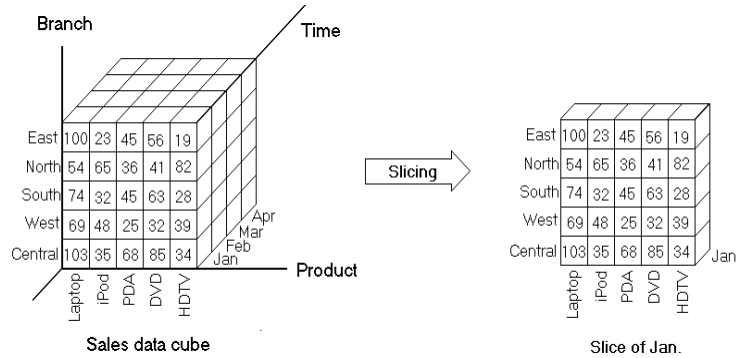 Branch
Time
East 100 23 45 56 19
North 54 65 36 41 82
South 74 32 45 63 28
West 69 48 25 32 39
Central 103 35 68 85 34
Jan
Feb
Mar
Apr
Product
Laptop
iPod
PDA
DVD
HDTV
Sales data cube
Slicing
East 100 23 45 56 19
North 54 65 36 41 82
South 74 32 45 63 28
West 69 48 25 32 39
Central 103 35 68 85 34
Jan
Laptop
iPod
PDA
DVD
HDTV
Slice of Jan.